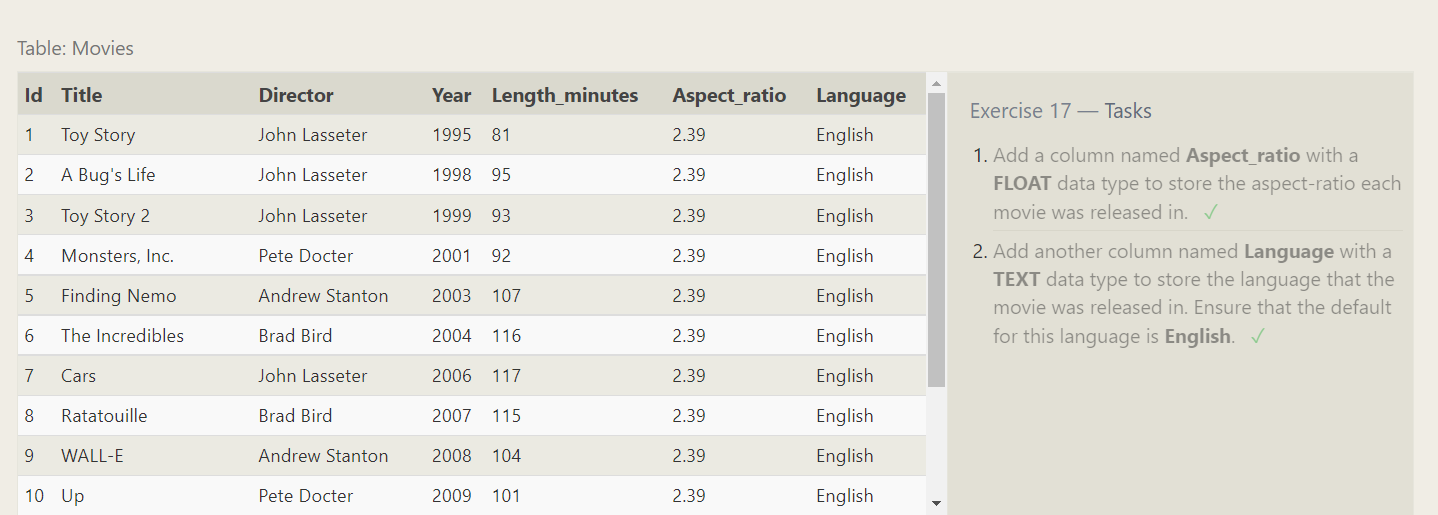 Table: Movies
Id Title Director Year Length_minutes Aspect_ratio Language
1 Toy Story John Lasseter 1995 81 2.39 English
2 A Bug's Life John Lasseter 1998 95 2.39 English
3 Toy Story 2 John Lasseter 1999 93 2.39 English
4 Monsters, Inc. Pete Docter 2001 92 2.39 English
5 Finding Nemo Andrew Stanton 2003 107 2.39 English
6 The Incredibles Brad Bird 2004 116 2.39 English
7 Cars John Lasseter 2006 117 2.39 English
8 Ratatouille Brad Bird 2007 115 2.39 English
9 WALL-E Andrew Stanton 2008 104 2.39 English
10 Up Pete Docter 2009 101 2.39 English
Exercise 17 — Tasks
1. Add a column named Aspect_ratio with a
FLOAT data type to store the aspect-ratio each
movie was released in. ✓
2. Add another column named Language with a
TEXT data type to store the language that the
movie was released in. Ensure that the default
for this language is English. ✓